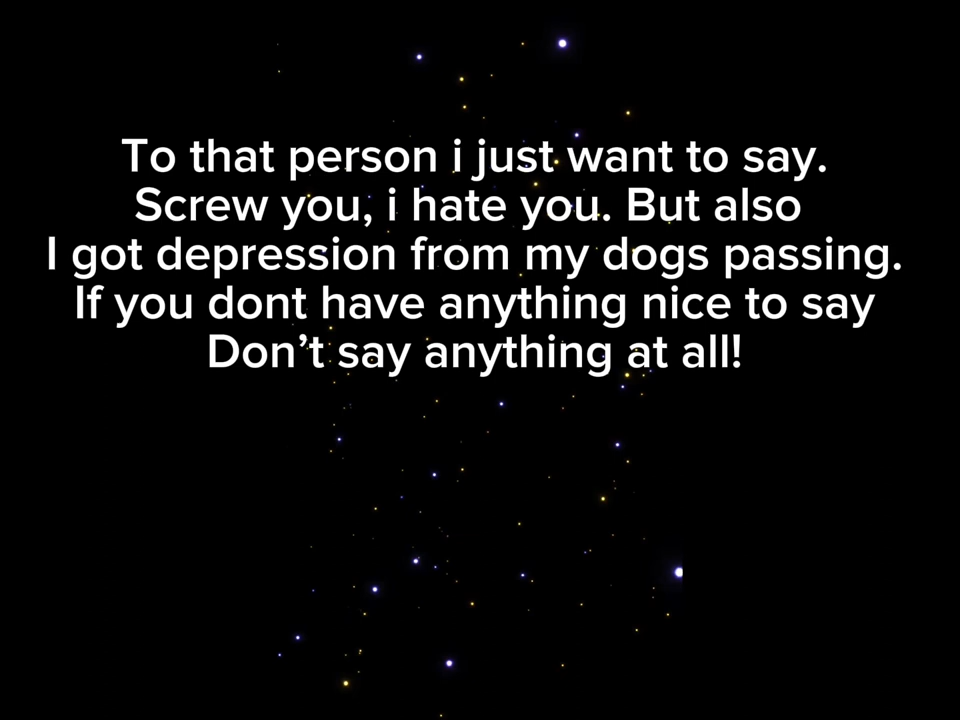 To that person i just want to say.
Screw you, i hate you. But also
I got depression from my dogs passing.
If you dont have anything nice to say
Don’t say anything at all!